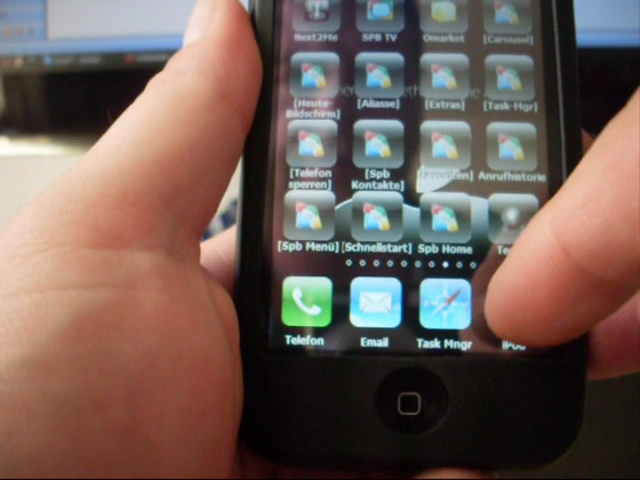 Next2Me SPB TV Omarket [Carousel]
[Heute- [Aliasse] [Extras] [Task-Mgr]
Bildschirm]
[Telefon [Spb Anrufhistorie
sperren] Kontakte]
[Spb Menü] [Schnellstart] Spb Home
Telefon Email Task Mngr iPod